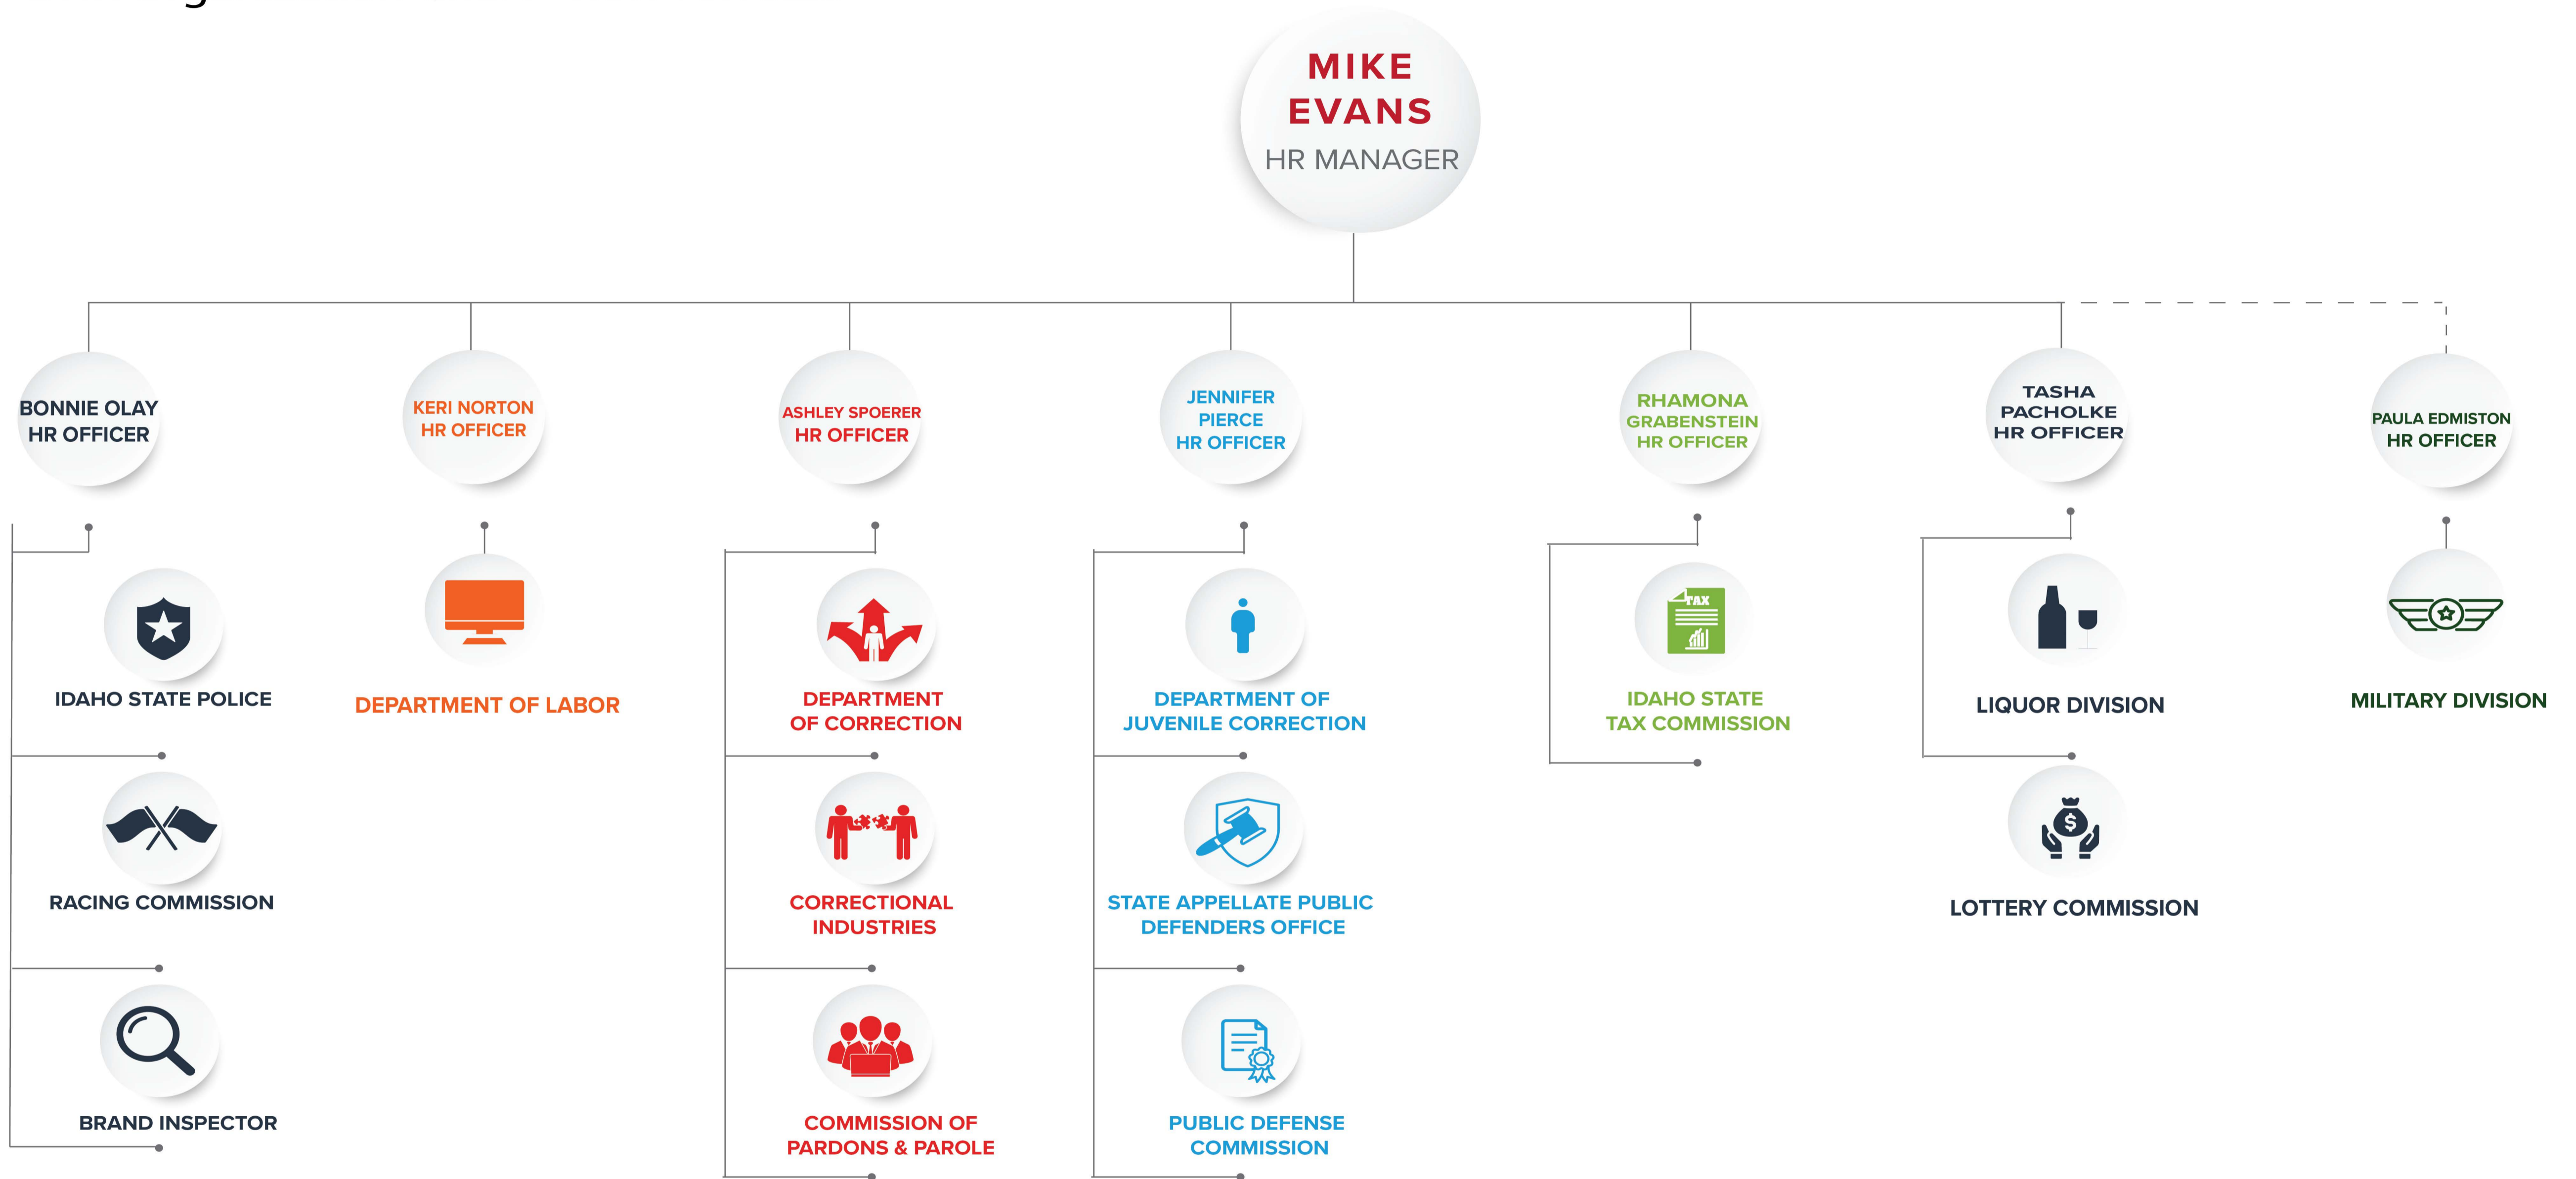 MIKE
EVANS
HR MANAGER
BONNIE OLAY
HR OFFICER
KERI NORTON
HR OFFICER
ASHLEY SPOERER
HR OFFICER
JENNIFER
PIERCE
HR OFFICER
RHAMONA
GRABENSTEIN
HR OFFICER
TASHA
PACHOLKE
HR OFFICER
PAULA EDMISTON
HR OFFICER
IDAHO STATE POLICE
RACING COMMISSION
BRAND INSPECTOR
DEPARTMENT OF LABOR
DEPARTMENT
OF CORRECTION
CORRECTIONAL
INDUSTRIES
COMMISSION OF
PARDONS & PAROLE
DEPARTMENT OF
JUVENILE CORRECTION
STATE APPELLATE PUBLIC
DEFENDERS OFFICE
PUBLIC DEFENSE
COMMISSION
TAX
IDAHO STATE
TAX COMMISSION
LIQUOR DIVISION
$
LOTTERY COMMISSION
MILITARY DIVISION